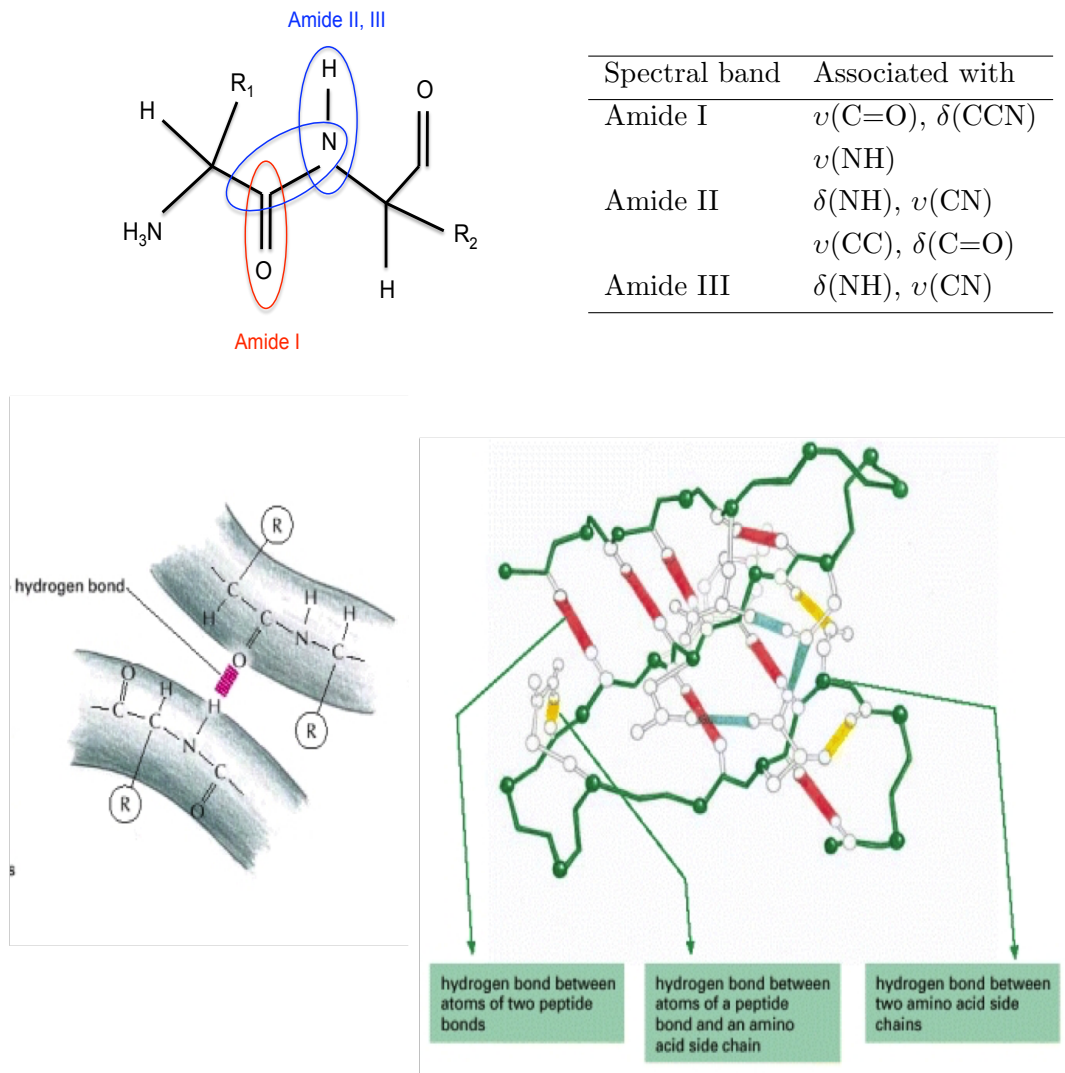 Amide II, III
H
R1
H
N
O
H3N
O
R2
H
Amide I
Spectral band Associated with
Amide I υ(C=O), δ(CCN)
υ(NH)
Amide II δ(NH), υ(CN)
υ(CC), δ(C=O)
Amide III δ(NH), υ(CN)
hydrogen bond
R
C
H
C
H
N
H
C
O
R
O
C
H
C
H
N
C
R
O
s
hydrogen bond between
atoms of two peptide
bonds
hydrogen bond between
atoms of a peptide
bond and an amino
acid side chain
hydrogen bond between
two amino acid side
chains